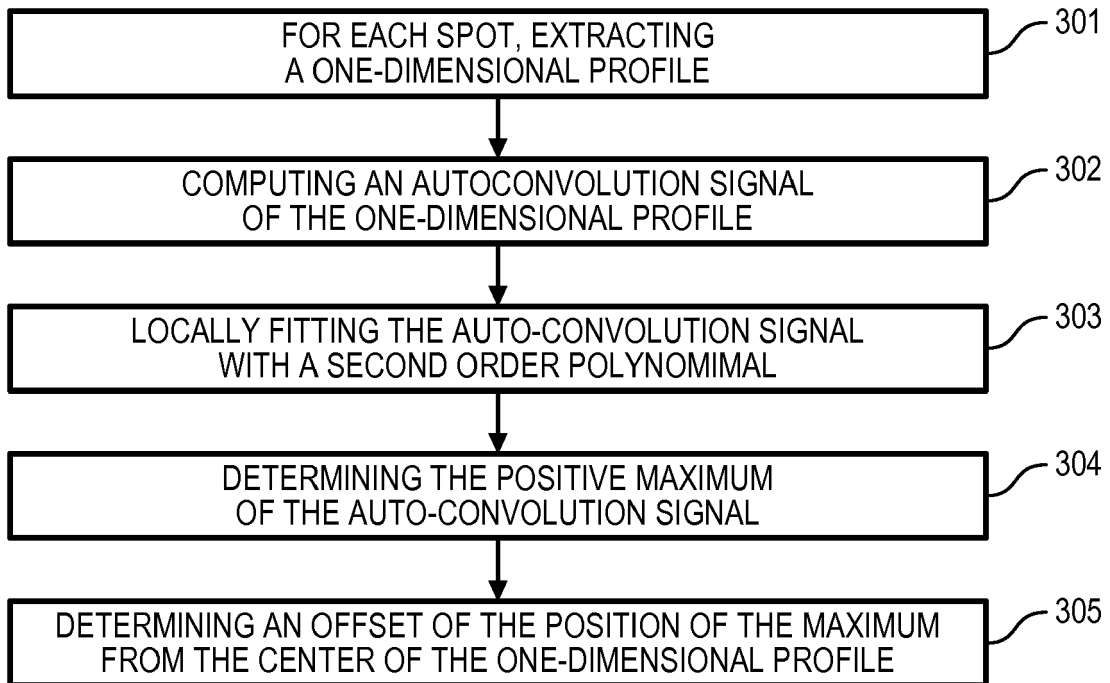 FOR EACH SPOT, EXTRACTING
A ONE-DIMENSIONAL PROFILE
301
COMPUTING AN AUTOCONVOLUTION SIGNAL
OF THE ONE-DIMENSIONAL PROFILE
302
LOCALLY FITTING THE AUTO-CONVOLUTION SIGNAL
WITH A SECOND ORDER POLYNOMIMAL
303
DETERMINING THE POSITIVE MAXIMUM
OF THE AUTO-CONVOLUTION SIGNAL
304
DETERMINING AN OFFSET OF THE POSITION OF THE MAXIMUM
FROM THE CENTER OF THE ONE-DIMENSIONAL PROFILE
305